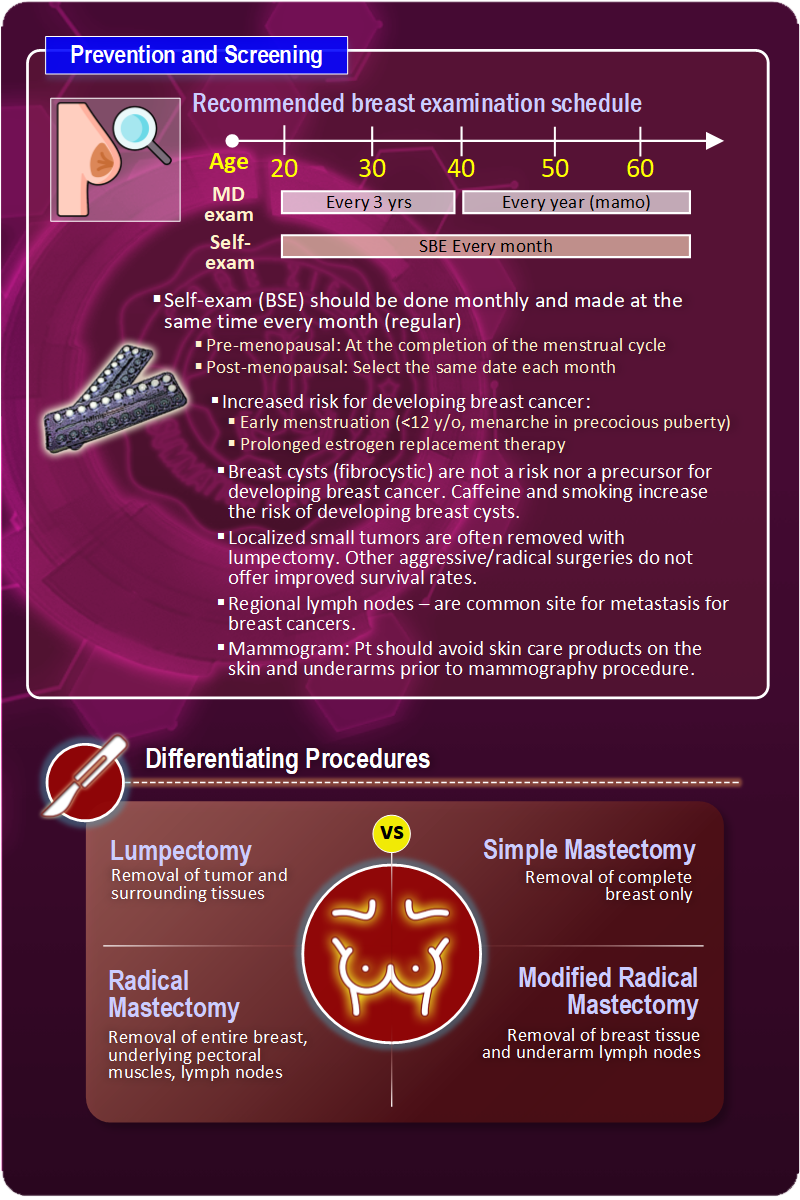 Prevention and Screening
Recommended breast examination schedule
Age
20
30
40
50
60
MD
exam
Every 3 yrs
Every year (mamo)
Self-
exam
SBE Every month
▪Self-exam (BSE) should be done monthly and made at the
same time every month (regular)
▪Pre-menopausal: At the completion of the menstrual cycle
▪Post-menopausal: Select the same date each month
▪Increased risk for developing breast cancer:
▪Early menstruation (<12 y/o, menarche in precocious puberty)
▪Prolonged estrogen replacement therapy
▪Breast cysts (fibrocystic) are not a risk nor a precursor for
developing breast cancer. Caffeine and smoking increase
the risk of developing breast cysts.
▪Localized small tumors are often removed with
lumpectomy. Other aggressive/radical surgeries do not
offer improved survival rates.
▪Regional lymph nodes – are common site for metastasis for
breast cancers.
▪Mammogram: Pt should avoid skin care products on the
skin and underarms prior to mammography procedure.
Differentiating Procedures
VS
Lumpectomy
Removal of tumor and
surrounding tissues
Simple Mastectomy
Removal of complete
breast only
Radical
Mastectomy
Removal of entire breast,
underlying pectoral
muscles, lymph nodes
Modified Radical
Mastectomy
Removal of breast tissue
and underarm lymph nodes